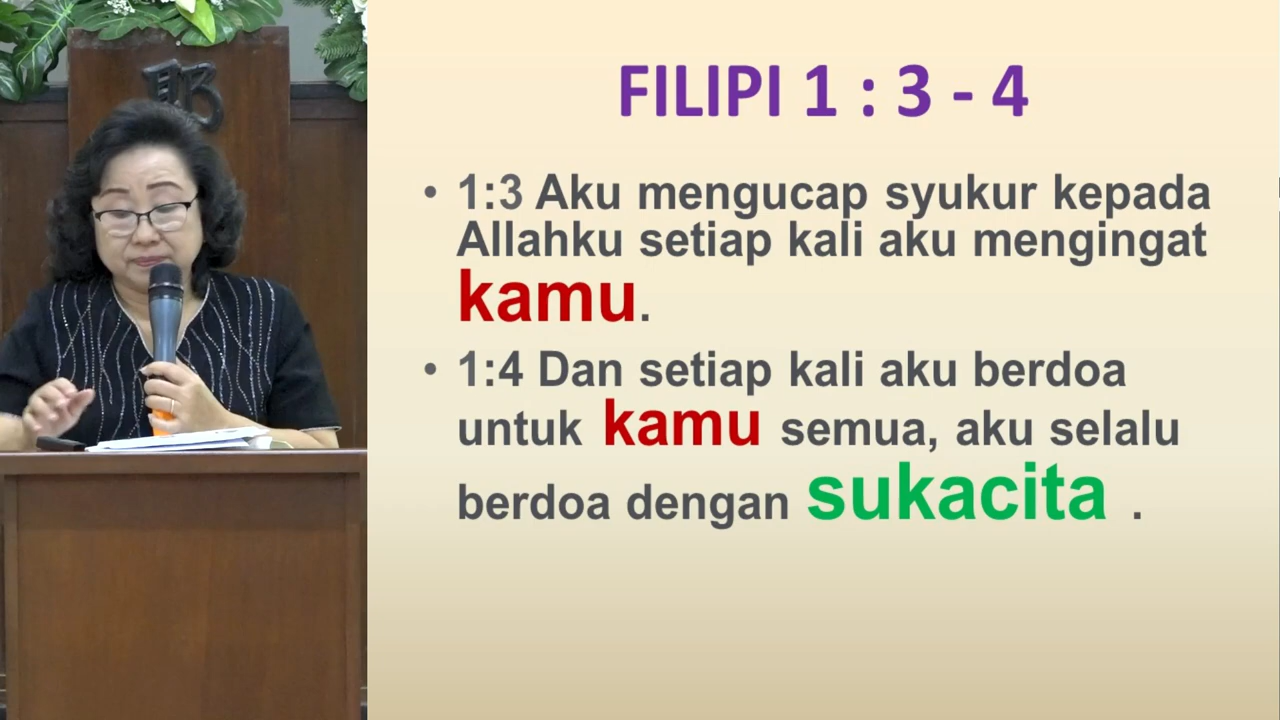 耶
FILIPI 1 : 3 - 4
• 1:3 Aku mengucap syukur kepada
Allahku setiap kali aku mengingat
kamu.
• 1:4 Dan setiap kali aku berdoa
untuk kamu semua, aku selalu
berdoa dengan sukacita .